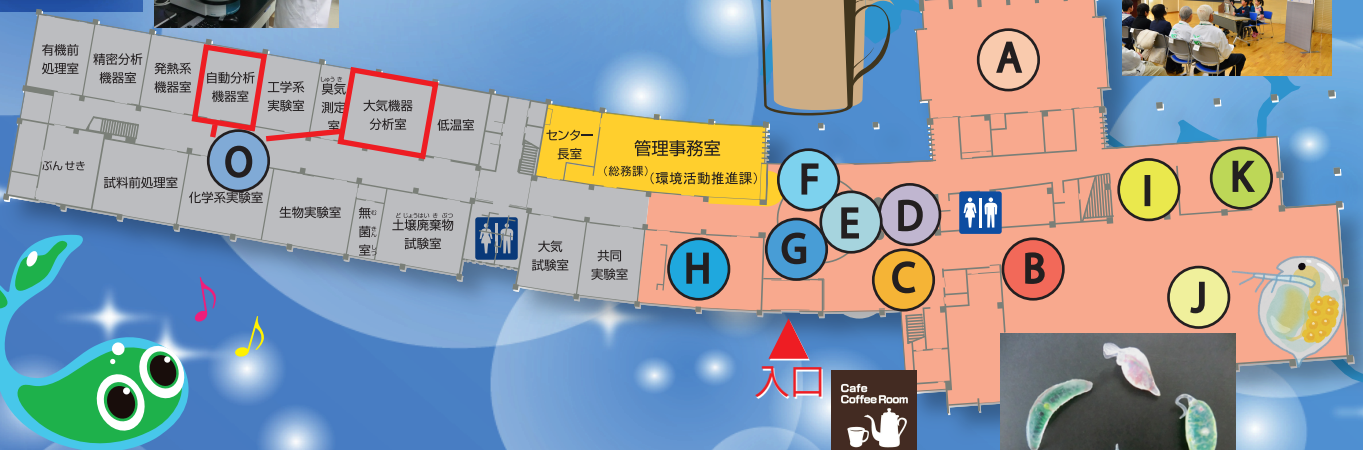 有機前
処理室
精密分析
機器室
発熱系
機器室
自動分析
機器室
工学系
実験室
しゅうき
臭気
測定
室
大気機器
分析室
低温室
センター
長室
管理事務室
(総務課)(環境活動推進課)
ぶんせき
試料前処理室
O
化学系実験室
生物実験室
無
菌
室
どじょうはいきぶつ
土壌廃棄物
試験室
大気
試験室
共同
実験室
A
F
E
D
G
H
C
B
I
K
J
入口
Cafe
Coffee Room